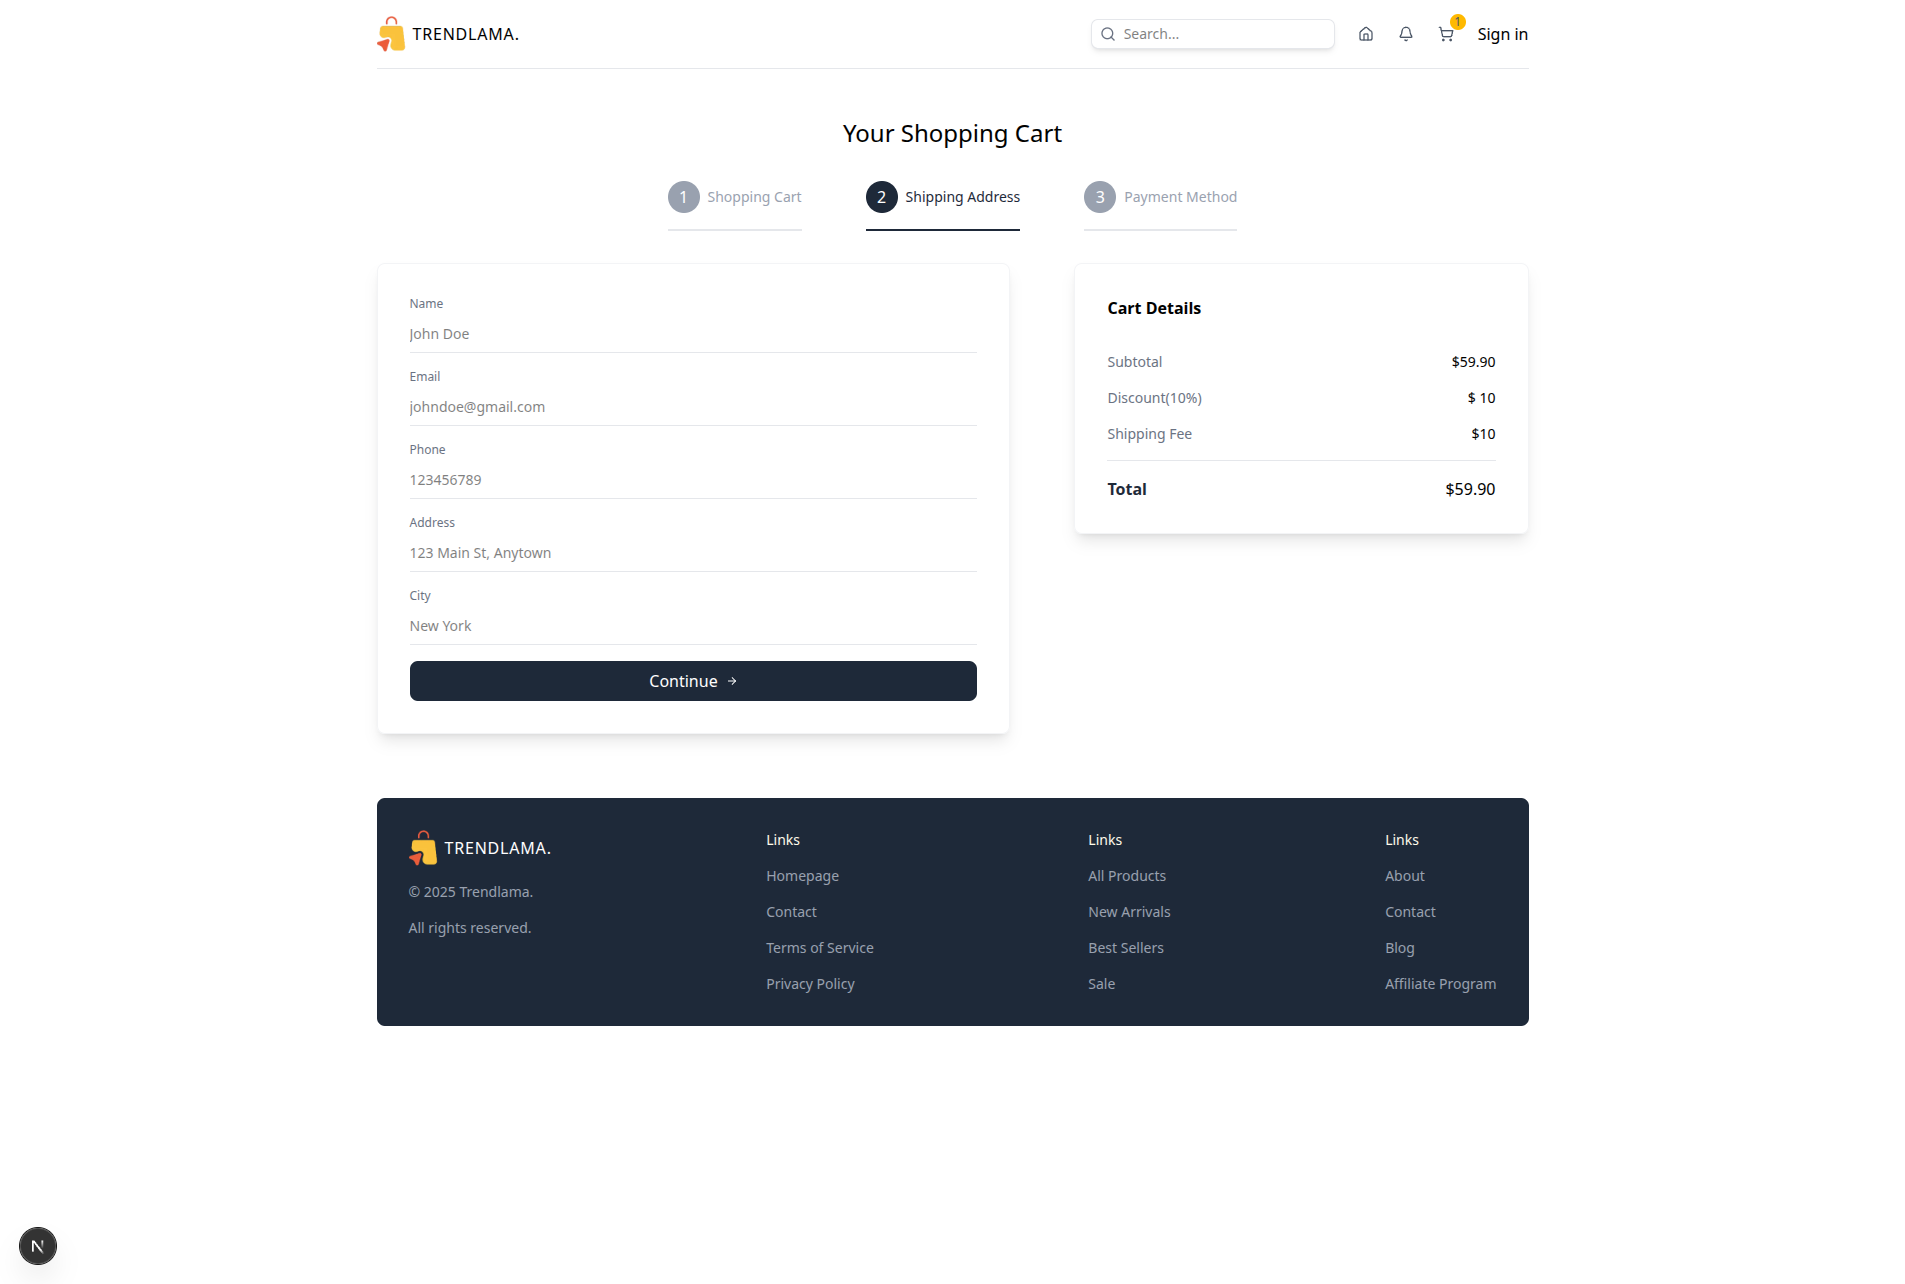 TRENDLAMA.
Search...
1
Sign in
Your Shopping Cart
1 Shopping Cart
2 Shipping Address
3 Payment Method
Name
John Doe
Email
johndoe@gmail.com
Phone
123456789
Address
123 Main St, Anytown
City
New York
Continue
Cart Details
Subtotal $59.90
Discount(10%) $ 10
Shipping Fee $10
Total $59.90
TRENDLAMA.
© 2025 Trendlama.
All rights reserved.
Links
Homepage
Contact
Terms of Service
Privacy Policy
Links
All Products
New Arrivals
Best Sellers
Sale
Links
About
Contact
Blog
Affiliate Program
N